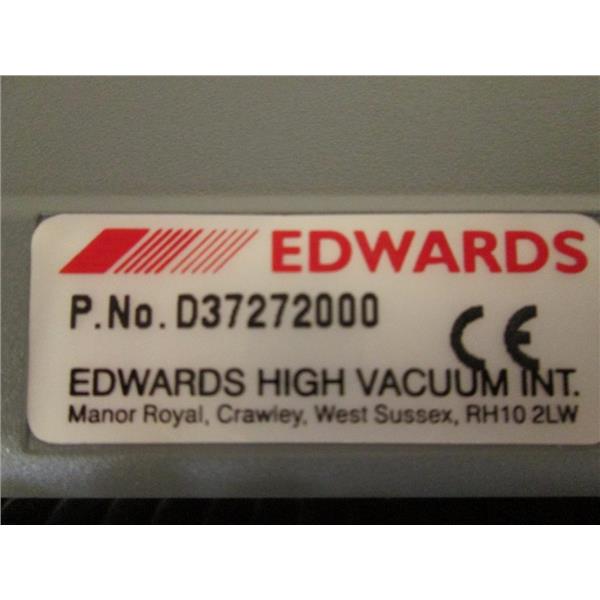 EDWARDS
P.No. D37272000
CE
EDWARDS HIGH VACUUM INT.
Manor Royal, Crawley, West Sussex, RH10 2LW